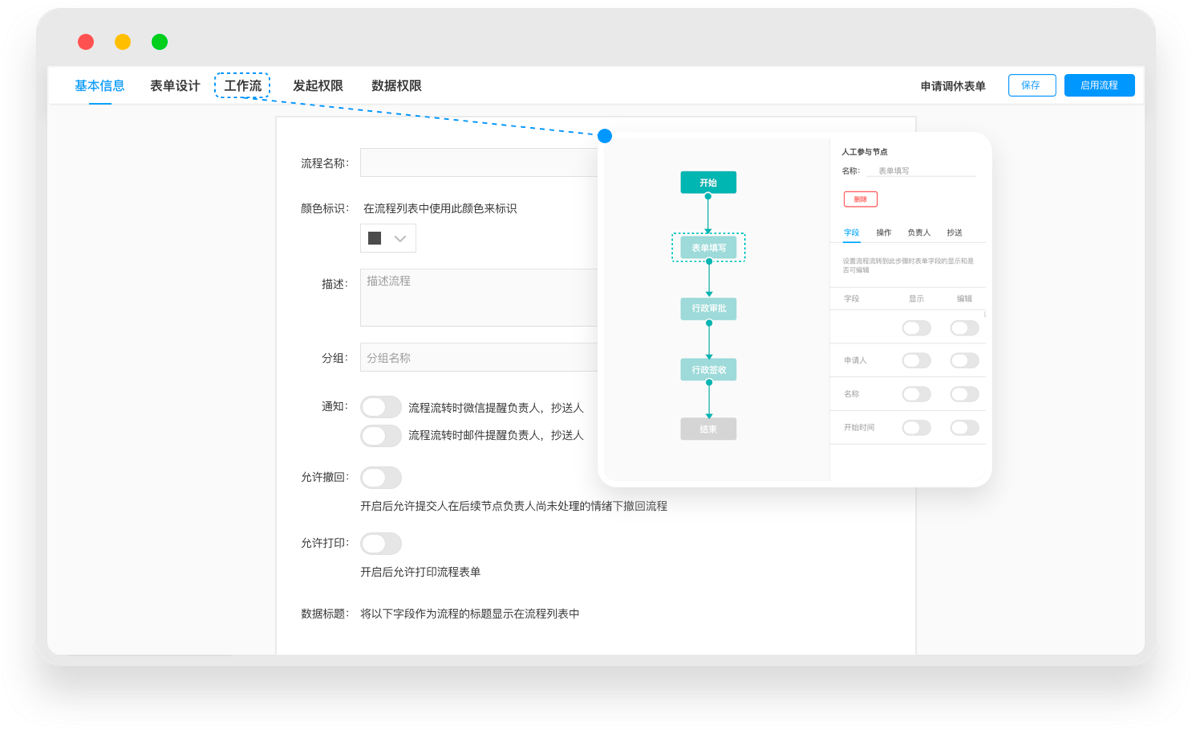 基本信息 表单设计 工作流 发起权限 数据权限 申请调休表单 保存 启用流程
流程名称:
颜色标识: 在流程列表中使用此颜色来标识
描述: 描述流程
分组: 分组名称
通知: 流程流转时微信提醒负责人，抄送人
流程流转时邮件提醒负责人，抄送人
允许撤回:
开启后允许提交人在后续节点负责人尚未处理的情绪下撤回流程
允许打印:
开启后允许打印流程表单
数据标题: 将以下字段作为流程的标题显示在流程列表中
开始
表单填写
行政审批
行政签收
结束
人工参与节点
名称: 表单填写
删除
字段 操作 负责人 抄送
设置流程流转到此步骤时表单字段的显示和是
否可编辑
字段 显示 编辑
申请人
名称
开始时间